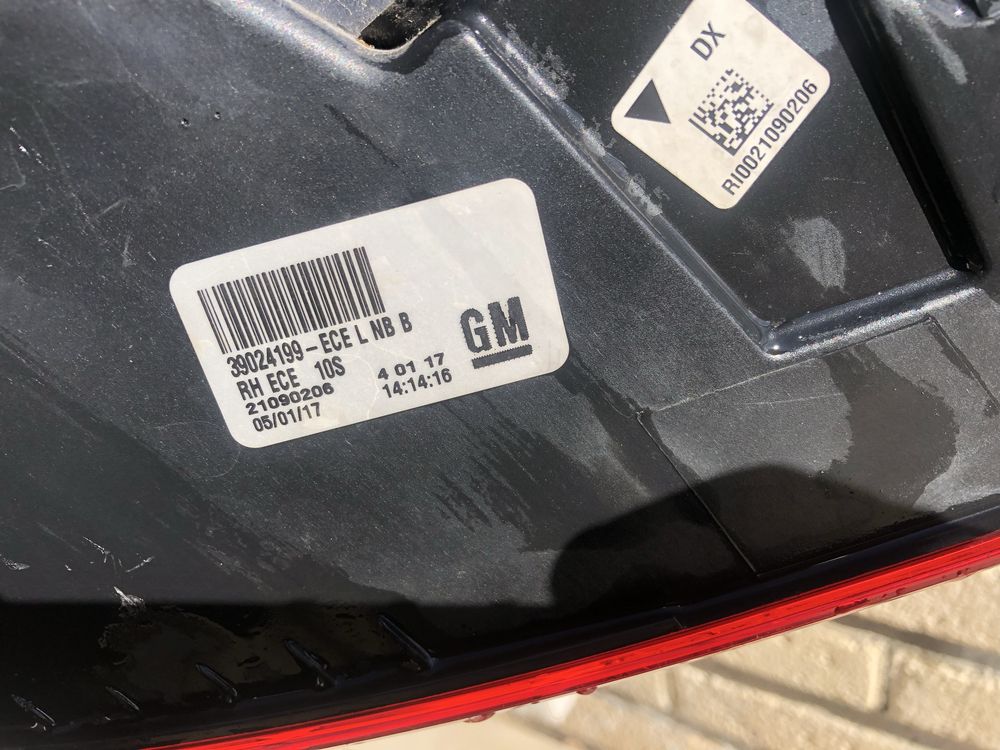 DX
RI0021090206
39024199-ECE L NB B
RH ECE 10S
21090206
05/01/17
4 01 17
14:14:16
GM